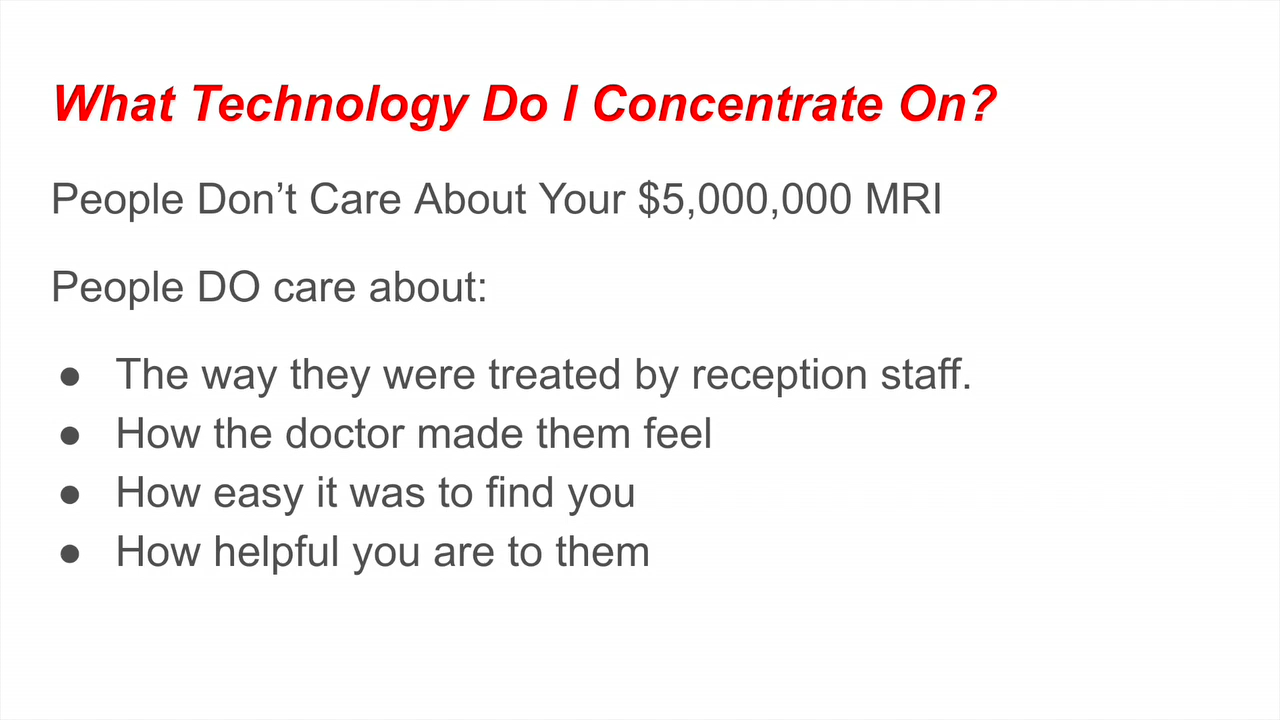 What Technology Do I Concentrate On?
People Don’t Care About Your $5,000,000 MRI
People DO care about:
● The way they were treated by reception staff.
● How the doctor made them feel
● How easy it was to find you
● How helpful you are to them